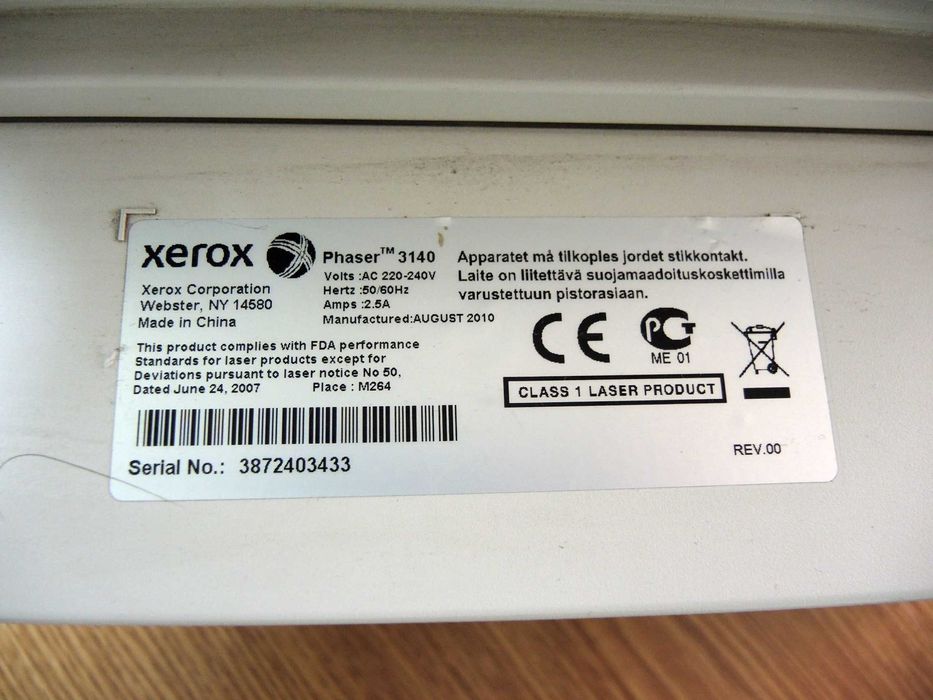 xerox
Phaser™ 3140
Volts :AC 220-240V
Hertz :50/60Hz
Amps :2.5A
Manufactured:AUGUST 2010
Xerox Corporation
Webster, NY 14580
Made in China
This product complies with FDA performance
Standards for laser products except for
Deviations pursuant to laser notice No 50,
Dated June 24, 2007 Place : M264
Serial No.: 3872403433
Apparatet må tilkoples jordet stikkontakt.
Laite on liitettävä suojamaadoituskoskettimilla
varustettuun pistorasiaan.
CE
PCT
ME 01
CLASS 1 LASER PRODUCT
REV.00